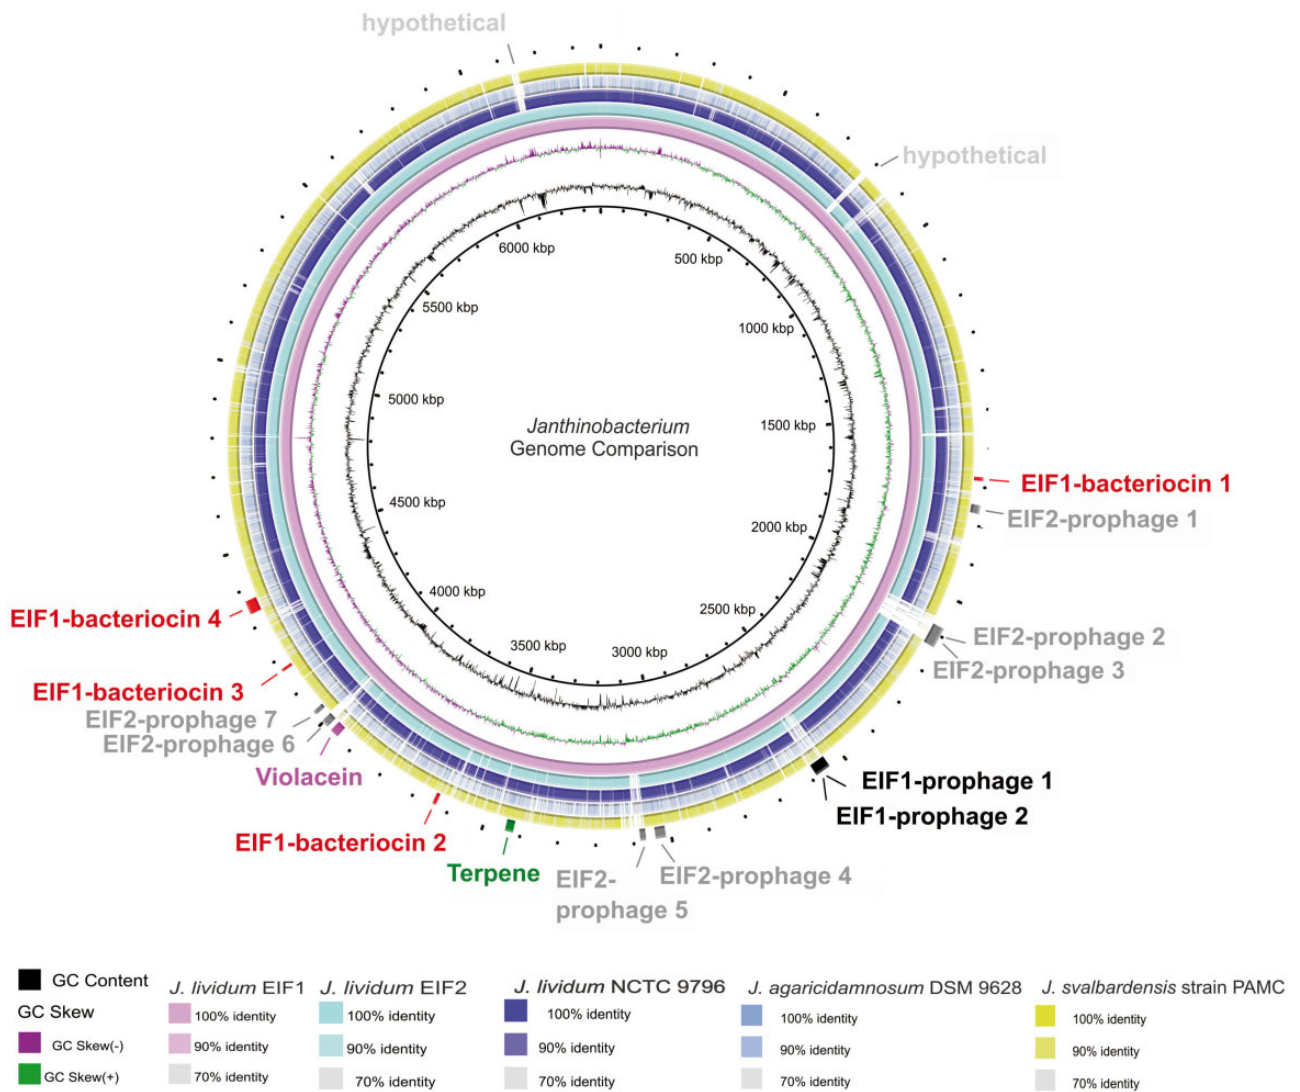 hypothetical
hypothetical
6000 kbp
500 kbp
5500 kbp
1000 kbp
5000 kbp
1500 kbp
Janthinobacterium
Genome Comparison
EIF1-bacteriocin 1
EIF2-prophage 1
4500 kbp
2000 kbp
4000 kbp
2500 kbp
3500 kbp
3000 kbp
EIF1-bacteriocin 4
EIF2-prophage 2
EIF2-prophage 3
EIF1-bacteriocin 3
EIF2-prophage 7
EIF2-prophage 6
Violacein
EIF1-prophage 1
EIF1-prophage 2
EIF1-bacteriocin 2
Terpene
EIF2-
prophage 5
EIF2-prophage 4
GC Content
GC Skew
GC Skew(-)
GC Skew(+)
J. lividum EIF1
100% identity
90% identity
70% identity
J. lividum EIF2
100% identity
90% identity
70% identity
J. lividum NCTC 9796
100% identity
90% identity
70% identity
J. agaricidamnosum DSM 9628
100% identity
90% identity
70% identity
J. svalbardensis strain PAMC
100% identity
90% identity
70% identity